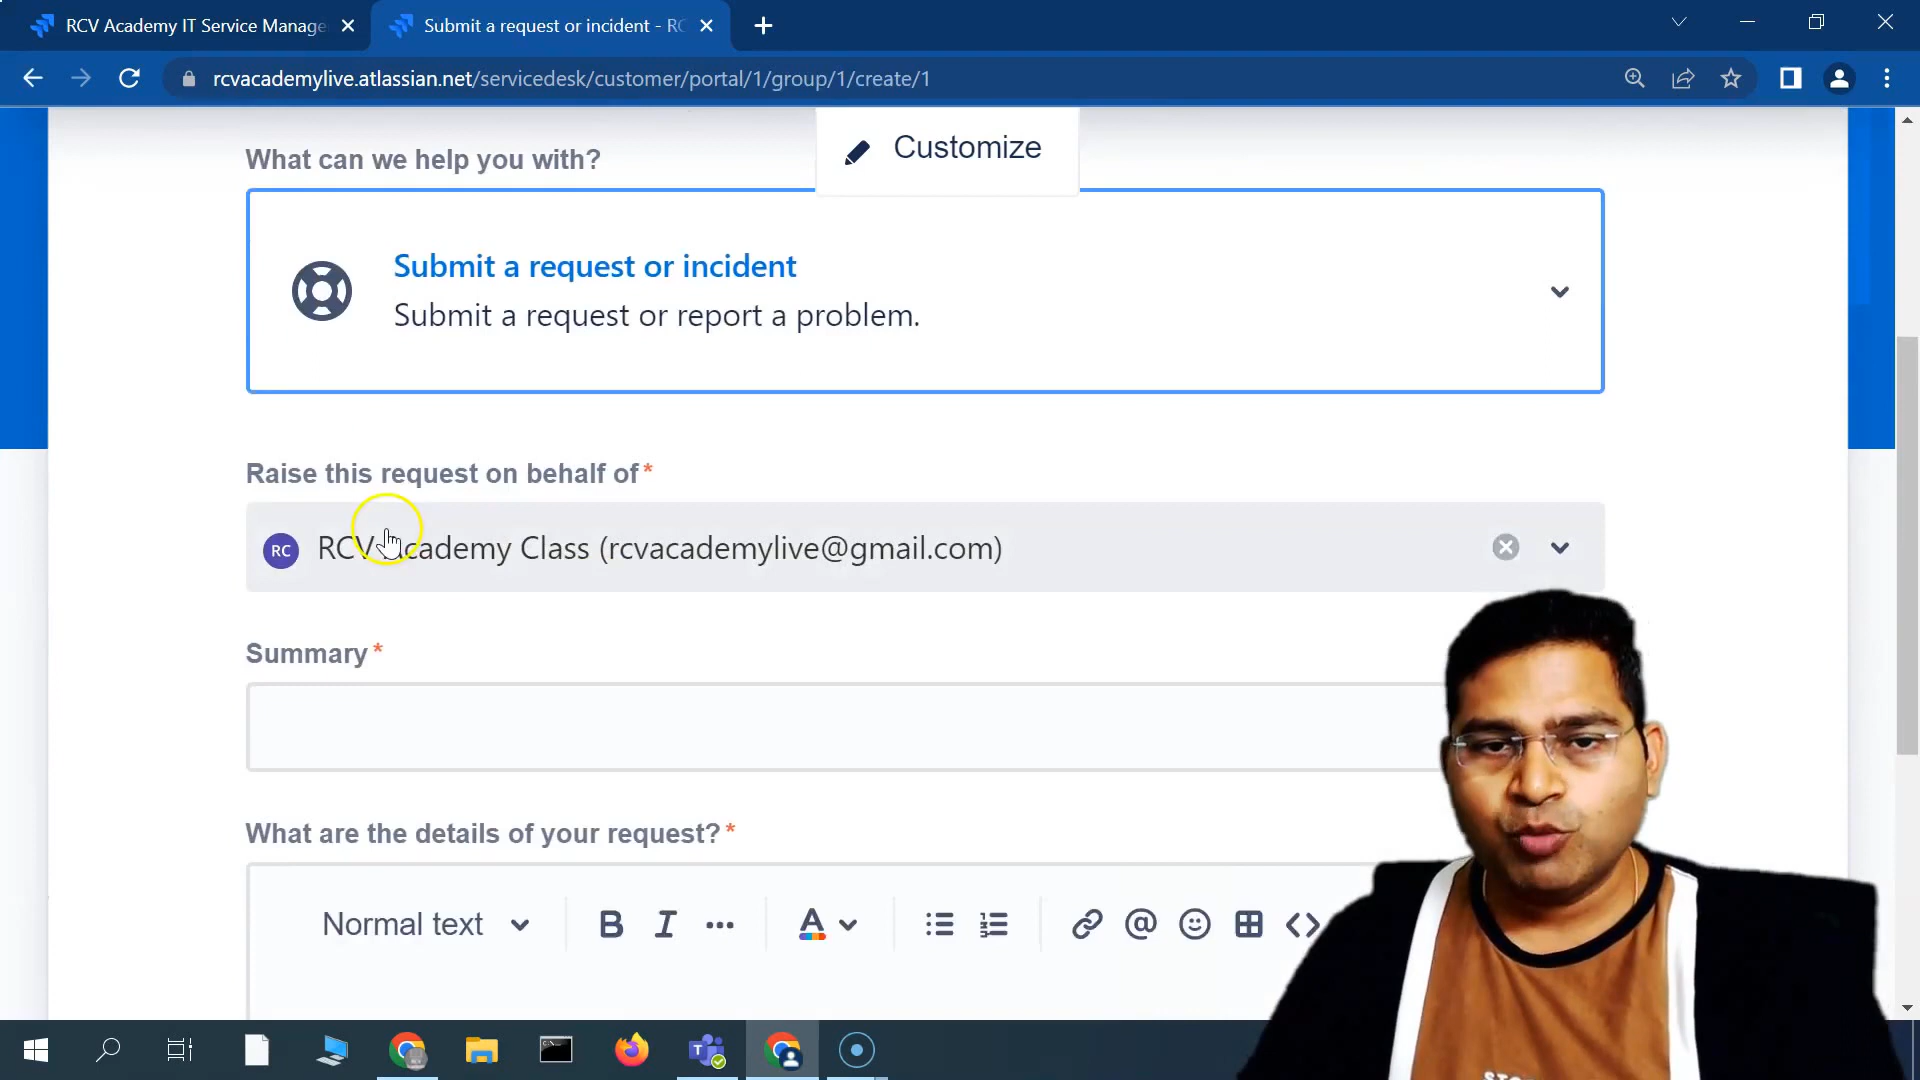 RCV Academy IT Service Manage
Submit a request or incident - RC
rcvacademylive.atlassian.net/servicedesk/customer/portal/1/group/1/create/1
Customize
What can we help you with?
Submit a request or incident
Submit a request or report a problem.
Raise this request on behalf of *
RC RCV Academy Class (rcvacademylive@gmail.com)
Summary *
What are the details of your request? *
Normal text